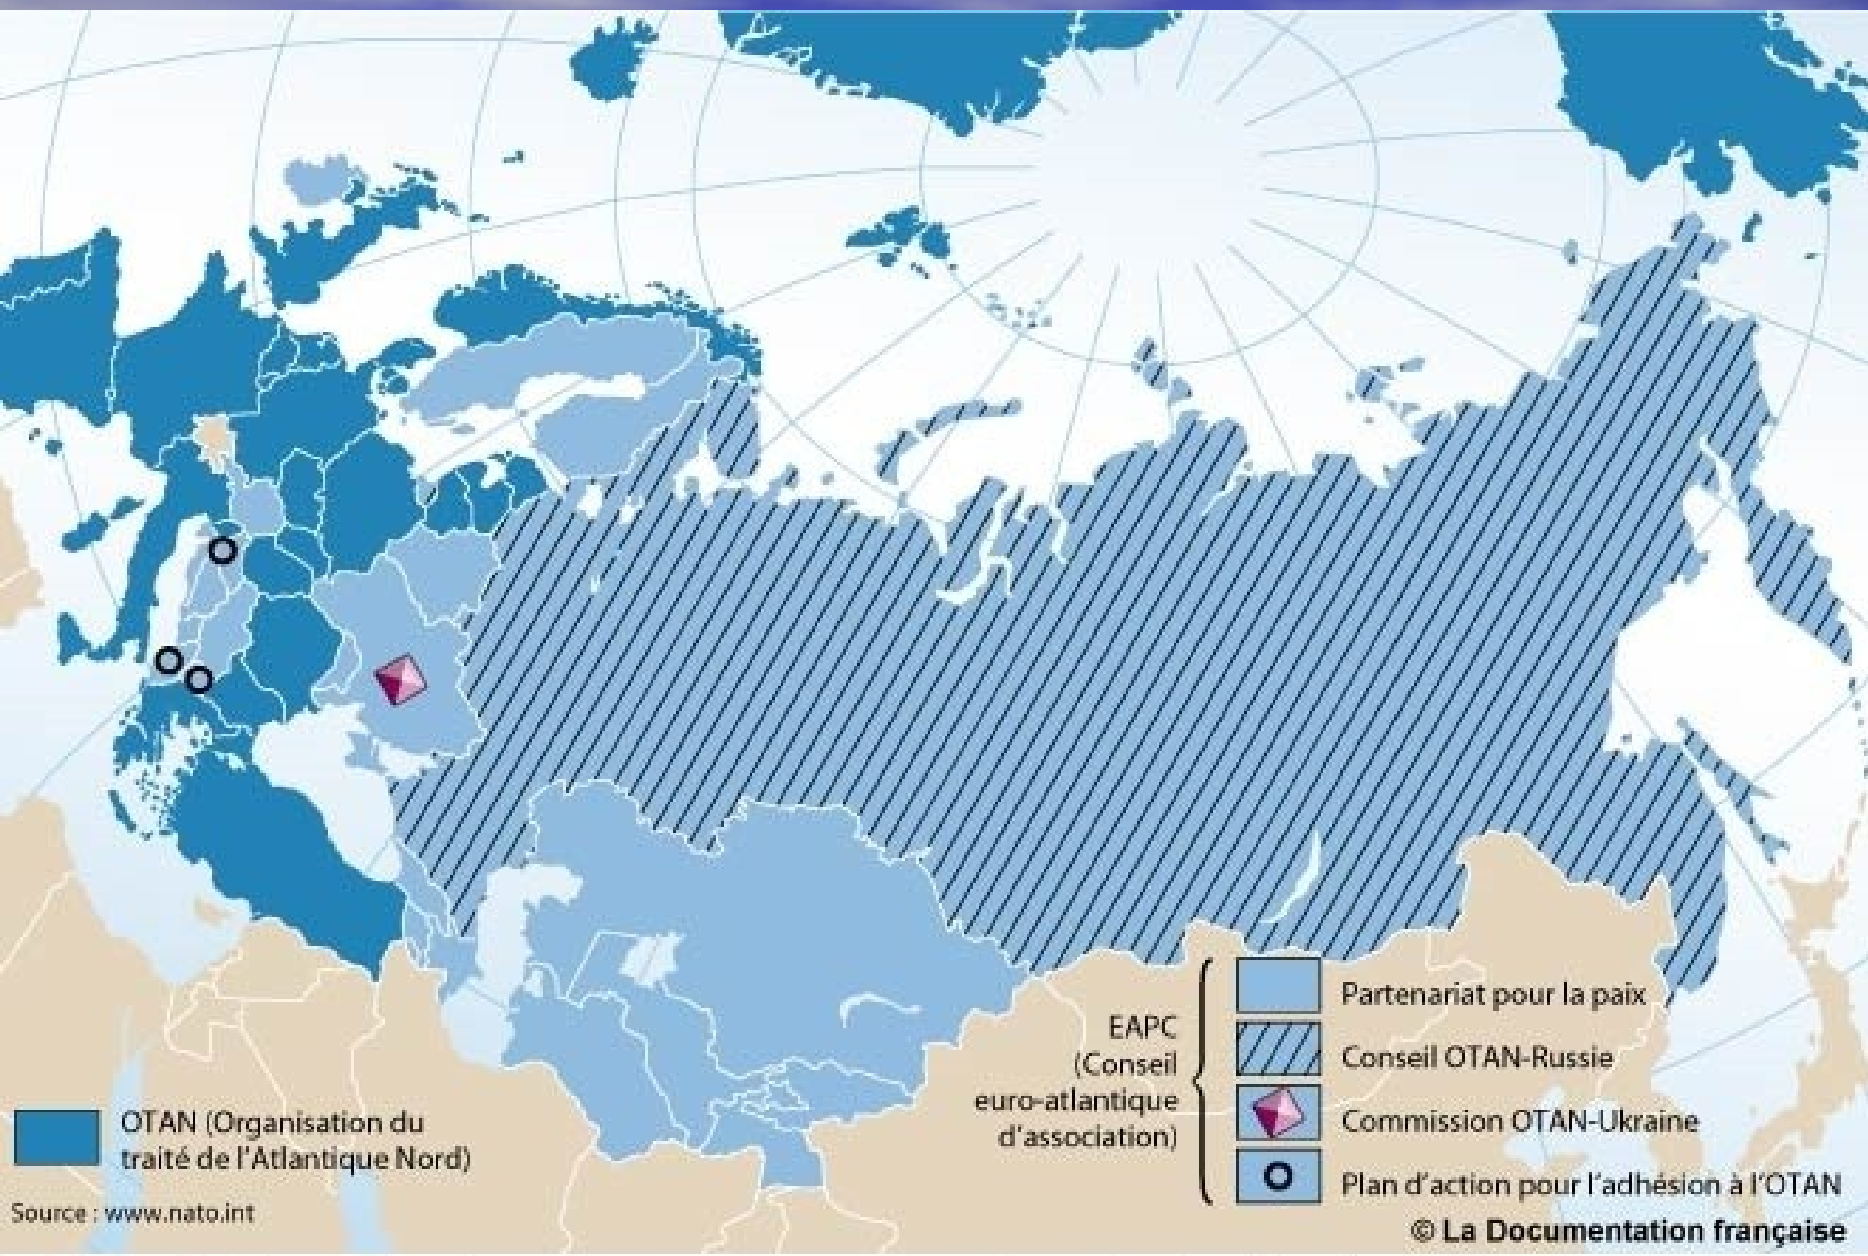 EAPC
(Conseil
euro-atlantique
d'association)
Partenariat pour la paix
Conseil OTAN-Russie
Commission OTAN-Ukraine
Plan d'action pour l'adhésion à l'OTAN
OTAN (Organisation du
traité de l'Atlantique Nord)
Source : www.nato.int
© La Documentation française